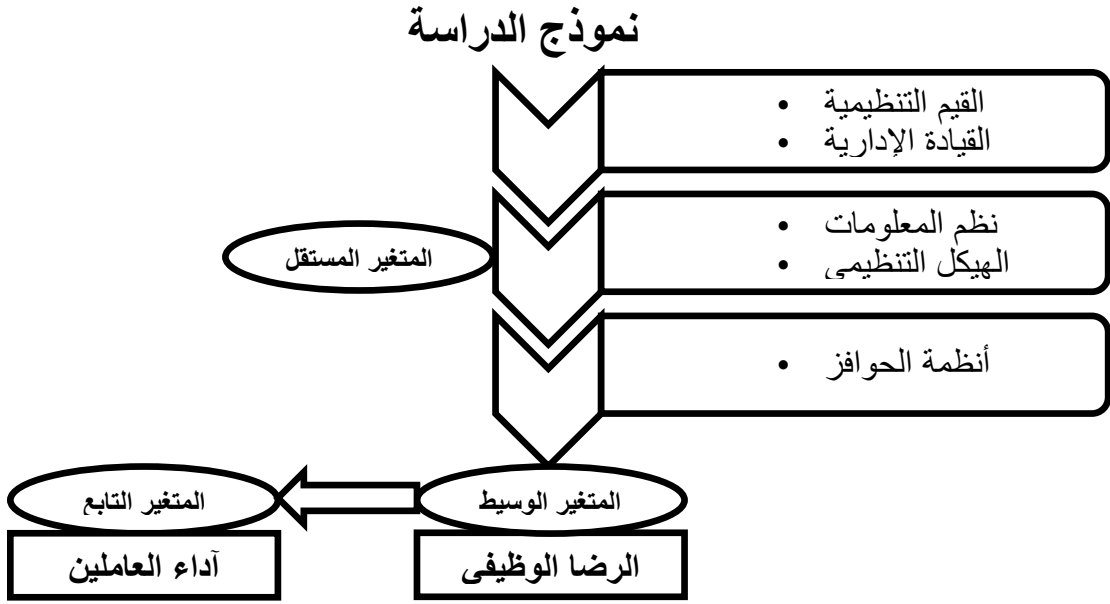 نموذج الدراسة
• القيم التنظيمية
• القيادة الإدارية
• نظم المعلومات
• الهيكل التنظيمى
المتغير المستقل
• أنظمة الحوافز
المتغير الوسيط
الرضا الوظيفى
المتغير التابع
آداء العاملين